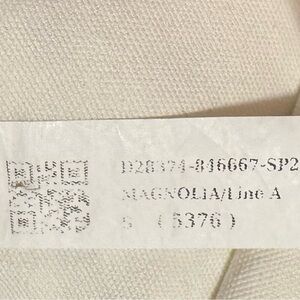 D28374-846667-SP2
MAGNOLIA/Line A
S ( 5376 )